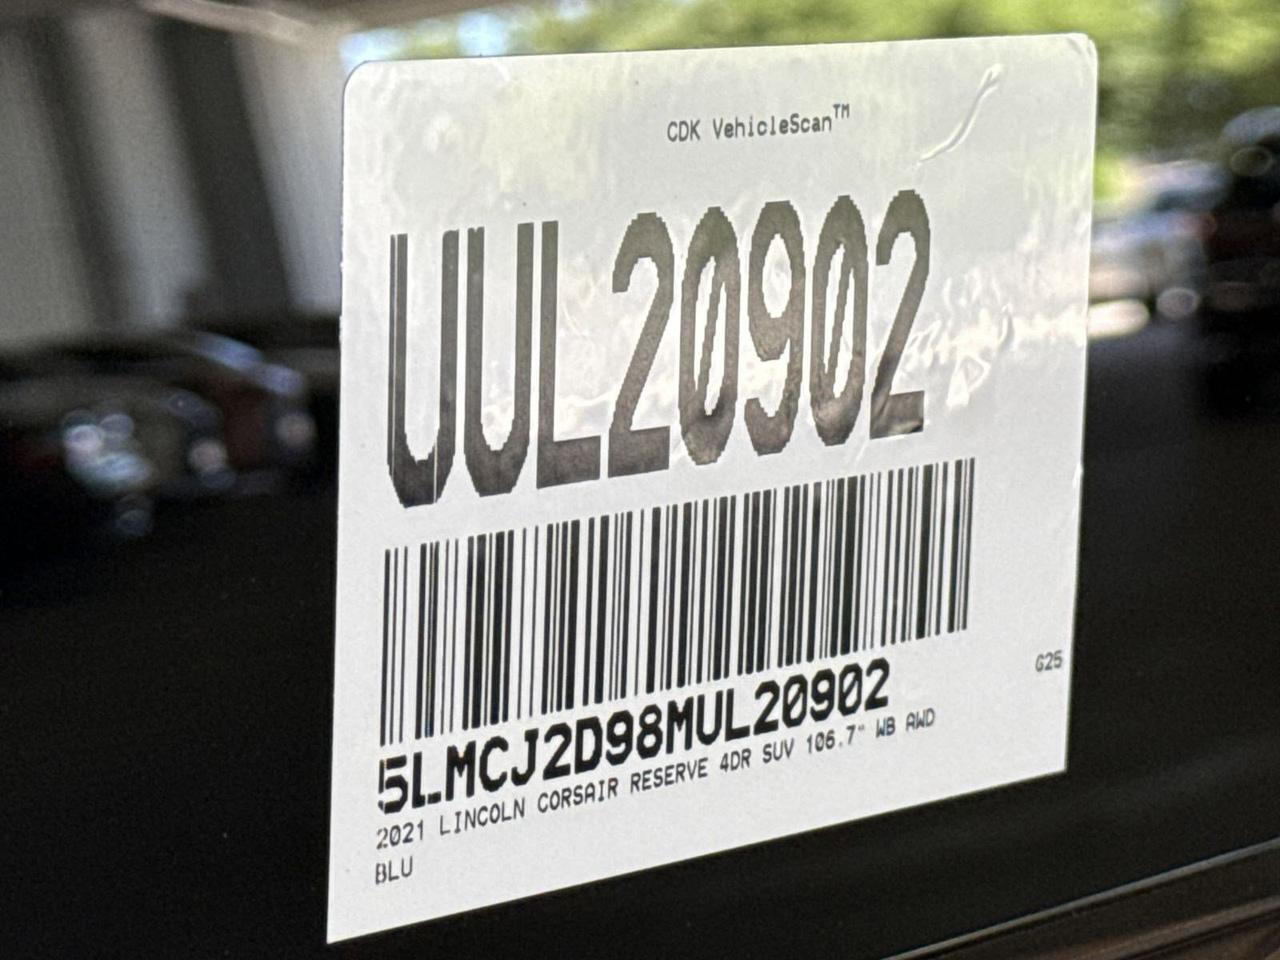 CDK VehicleScan™
UUL20902
G25
5LMCJ2D98MUL20902
2021 LINCOLN CORSAIR RESERVE 4DR SUV 106.7" WB AWD
BLU